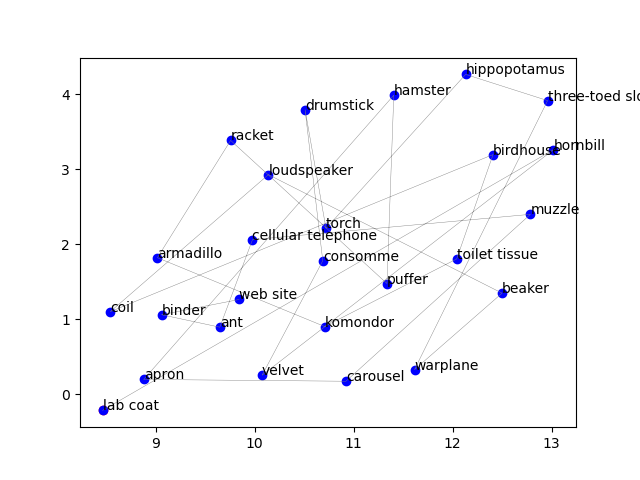 hippopotamus
hamster
three-toed slo
drumstick
racket
birdhouse
hornbill
loudspeaker
muzzle
torch
cellular telephone
armadillo
consomme
toilet tissue
puffer
beaker
web site
coil
binder
ant
komondor
warplane
velvet
apron
carousel
lab coat
4
3
2
1
0
9
10
11
12
13